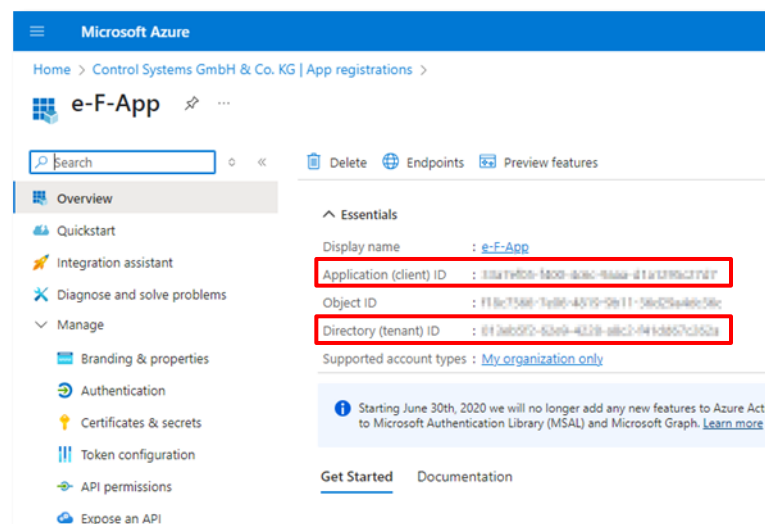 Microsoft Azure
Home > Control Systems GmbH & Co. KG | App registrations >
e-F-App
Search
Delete Endpoints Preview features
Overview
Quickstart
Integration assistant
Diagnose and solve problems
Manage
Branding & properties
Authentication
Certificates & secrets
Token configuration
API permissions
Expose an API
Essentials
Display name : e-F-App
Application (client) ID :
Object ID :
Directory (tenant) ID :
Supported account types : My organization only
Starting June 30th, 2020 we will no longer add any new features to Azure Act
to Microsoft Authentication Library (MSAL) and Microsoft Graph. Learn more
Get Started Documentation